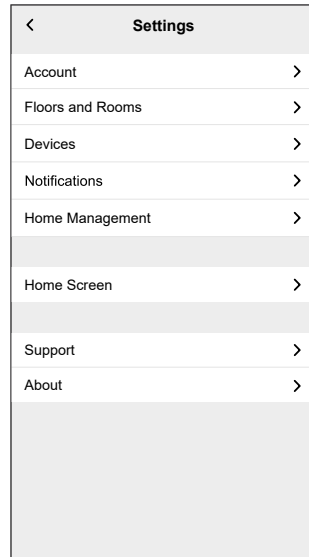 Settings
Account
Floors and Rooms
Devices
Notifications
Home Management
Home Screen
Support
About